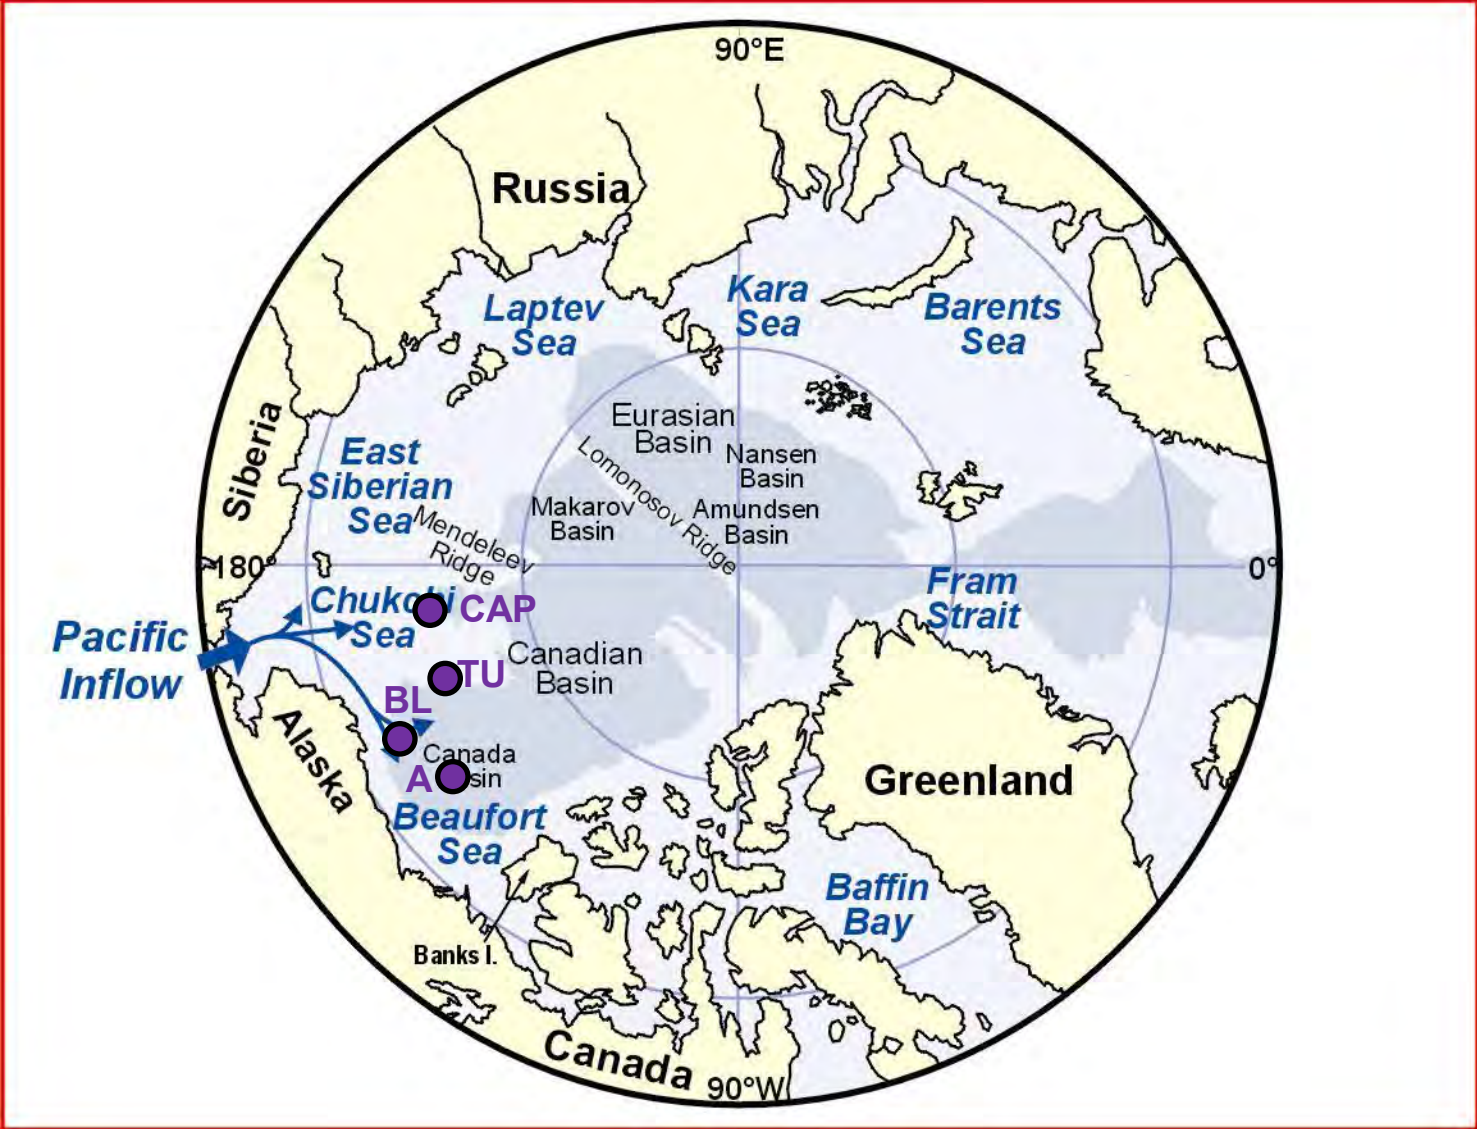 90°E
Russia
Laptev
Sea
Kara
Sea
Barents
Sea
Siberia
Eurasian
Basin
Nansen
Basin
East
Siberian
Sea
Lomonosov Ridge
Makarov
Basin
Amundsen
Basin
Mendeleev
Ridge
180°
0°
Fram
Strait
Chukchi
Sea
CAP
Pacific
Inflow
TU
Canadian
Basin
BL
Alaska
Canada
A
sin
Greenland
Beaufort
Sea
Baffin
Bay
Banks I.
Canada
90°W